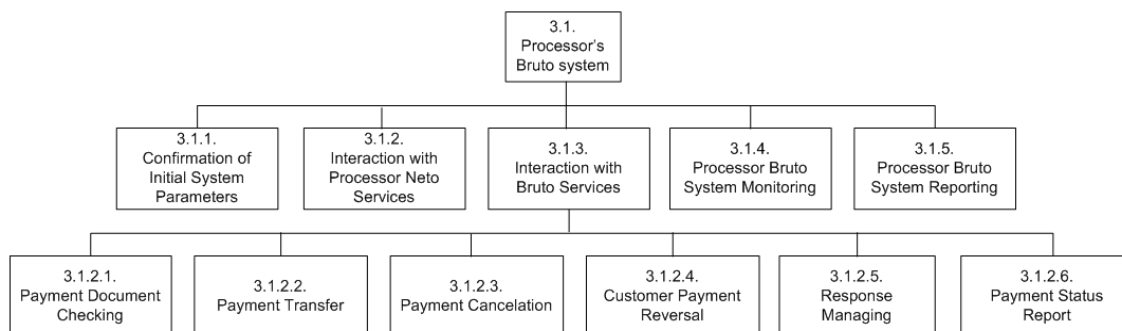 3.1.
Processor's
Bruto system
3.1.1.
Confirmation of
Initial System
Parameters
3.1.2.
Interaction with
Processor Neto
Services
3.1.3.
Interaction with
Bruto Services
3.1.4.
Processor Bruto
System Monitoring
3.1.5.
Processor Bruto
System Reporting
3.1.2.1.
Payment Document
Checking
3.1.2.2.
Payment Transfer
3.1.2.3.
Payment Cancelation
3.1.2.4.
Customer Payment
Reversal
3.1.2.5.
Response
Managing
3.1.2.6.
Payment Status
Report